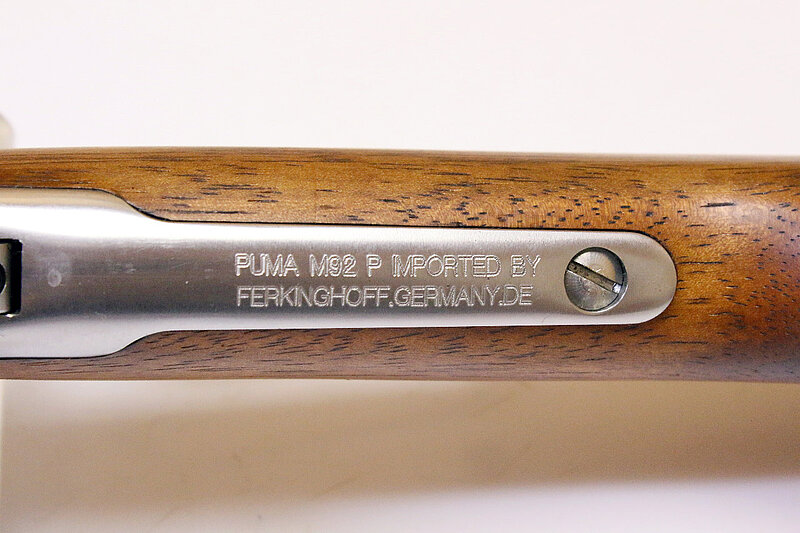 PUMA M92 P IMPORTED BY
FERKINGHOFF.GERMANY.DE